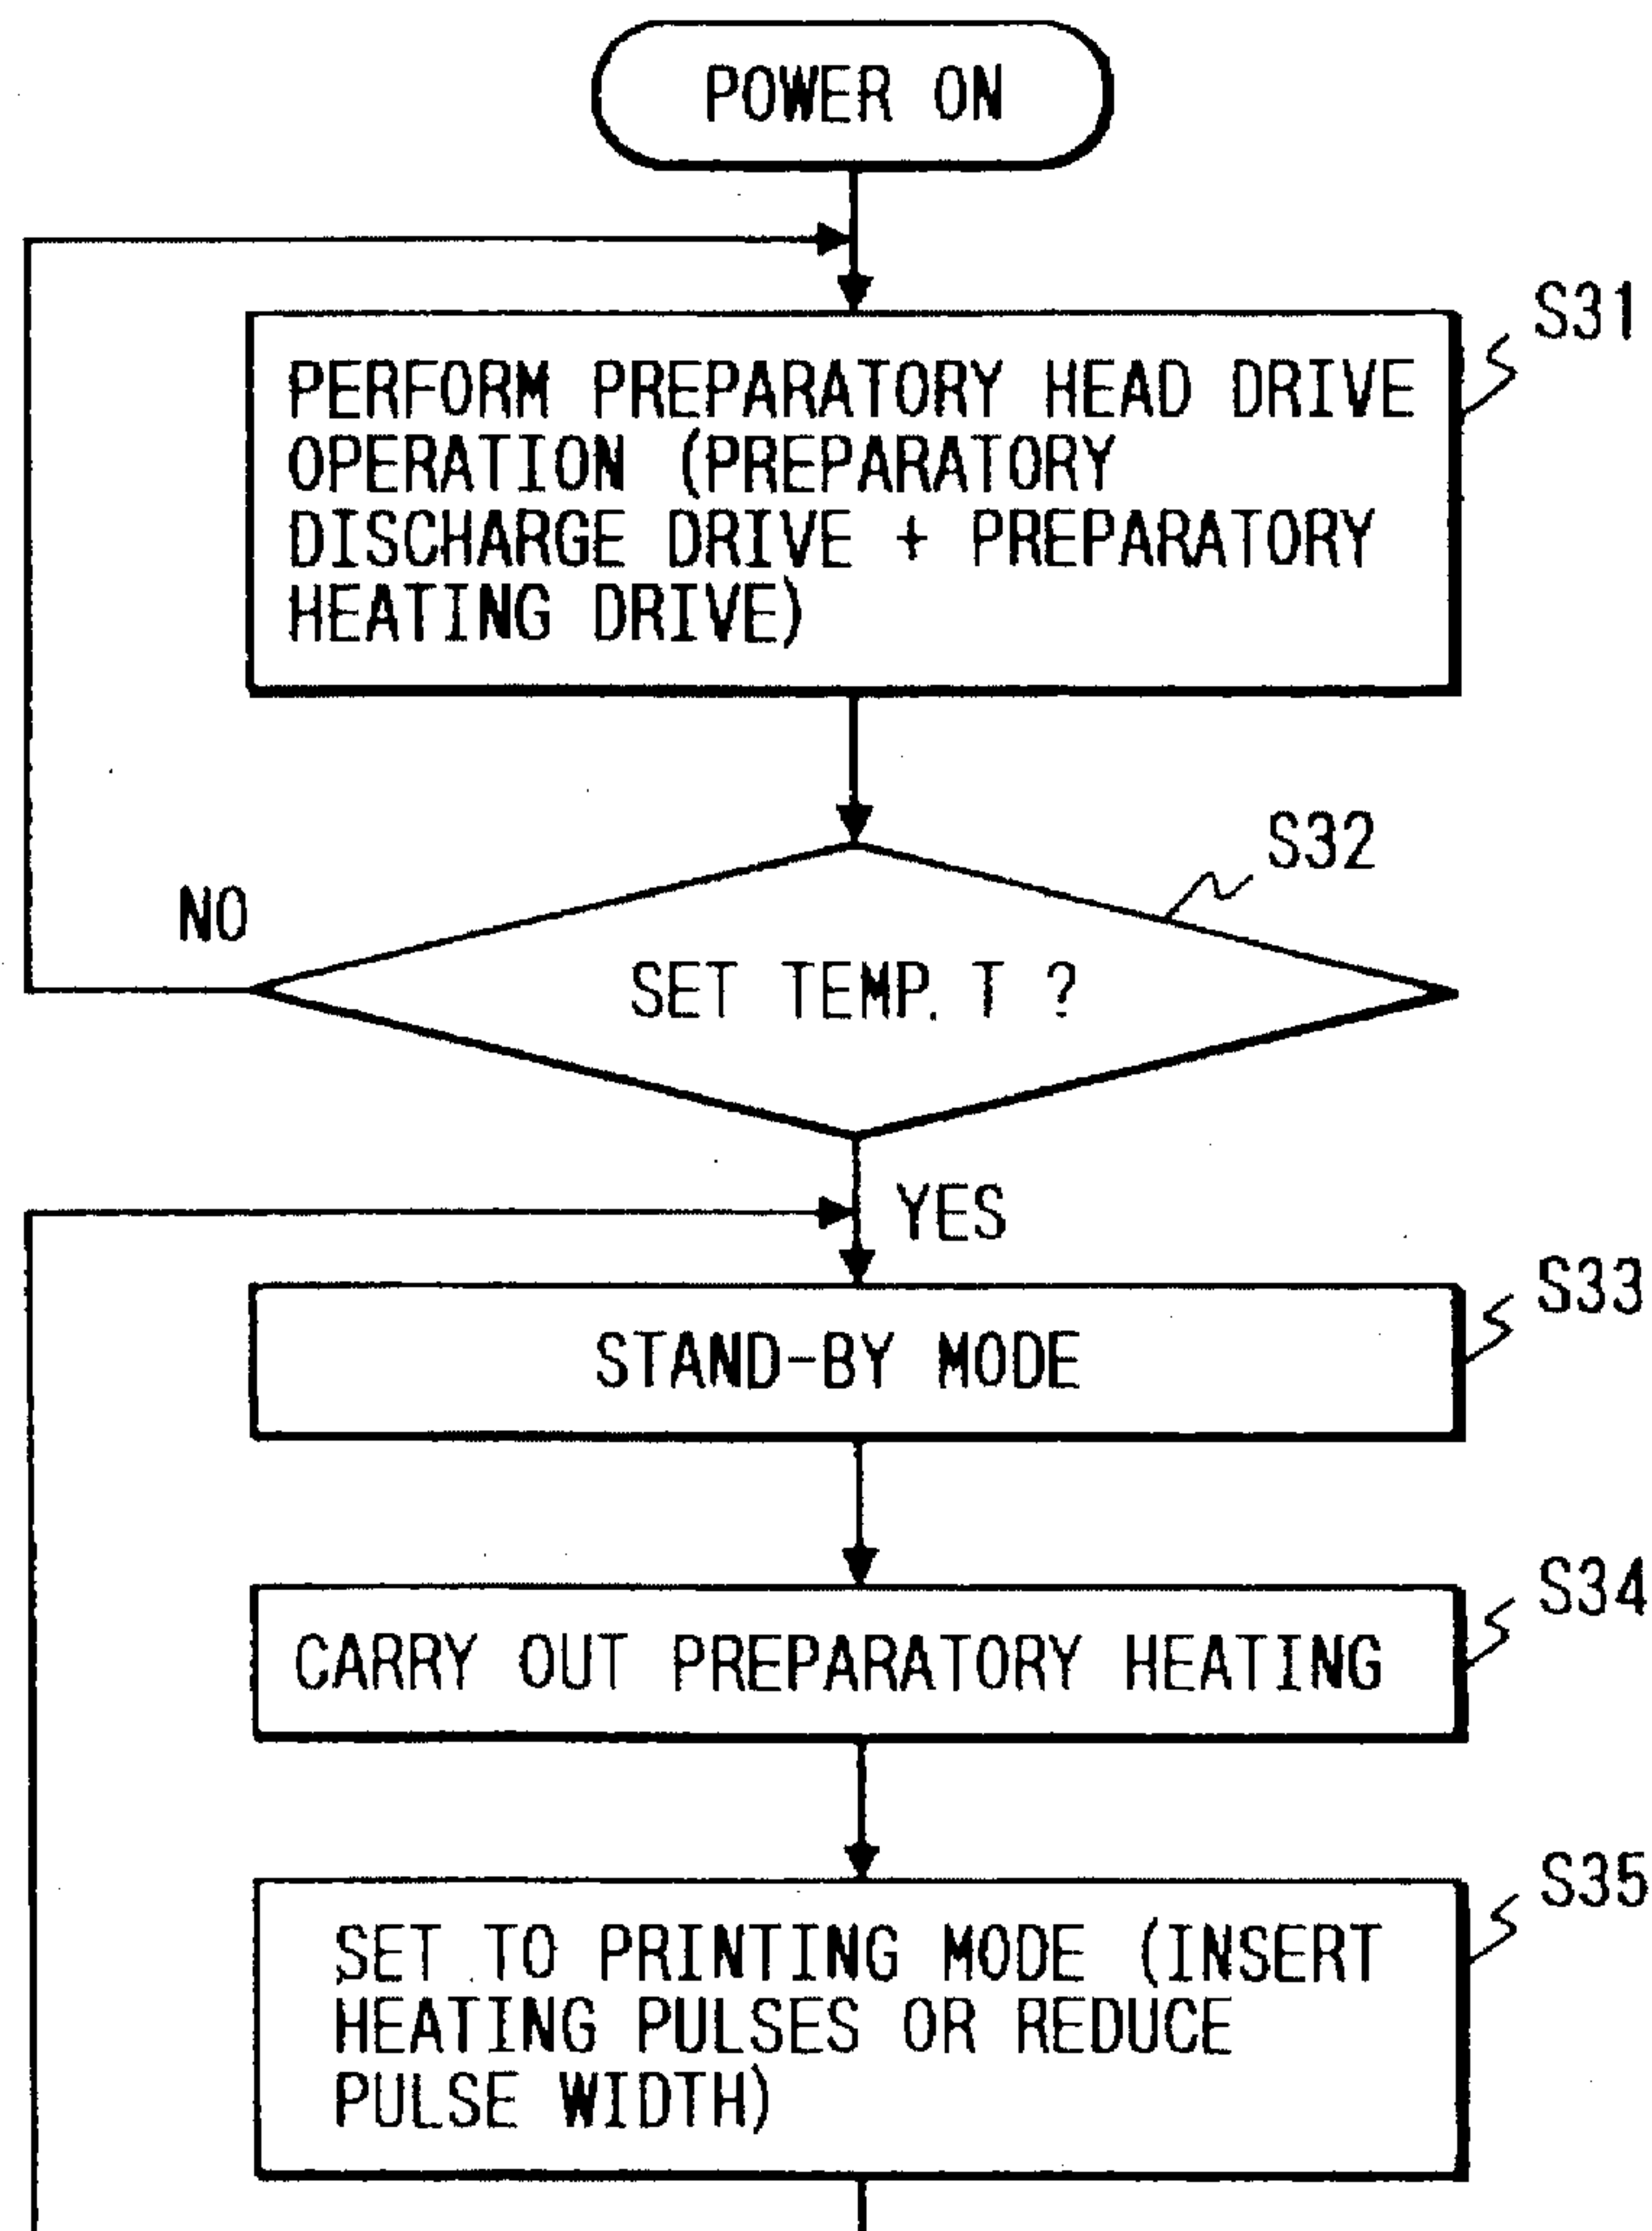 POWER ON
S31
PERFORM PREPARATORY HEAD DRIVE
OPERATION (PREPARATORY
DISCHARGE DRIVE + PREPARATORY
HEATING DRIVE)
S32
NO
SET TEMP. T ?
YES
S33
STAND-BY MODE
S34
CARRY OUT PREPARATORY HEATING
S35
SET TO PRINTING MODE (INSERT
HEATING PULSES OR REDUCE
PULSE WIDTH)